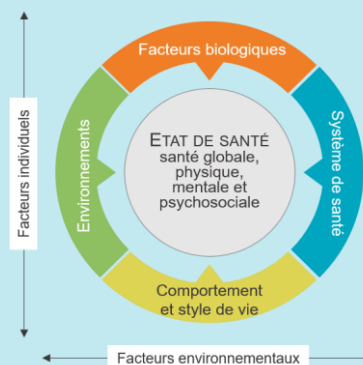 Facteurs biologiques
Facteurs individuels
Environnements
ETAT DE SANTÉ
santé globale,
physique,
mentale et
psychosociale
Système de santé
Comportement
et style de vie
Facteurs environnementaux